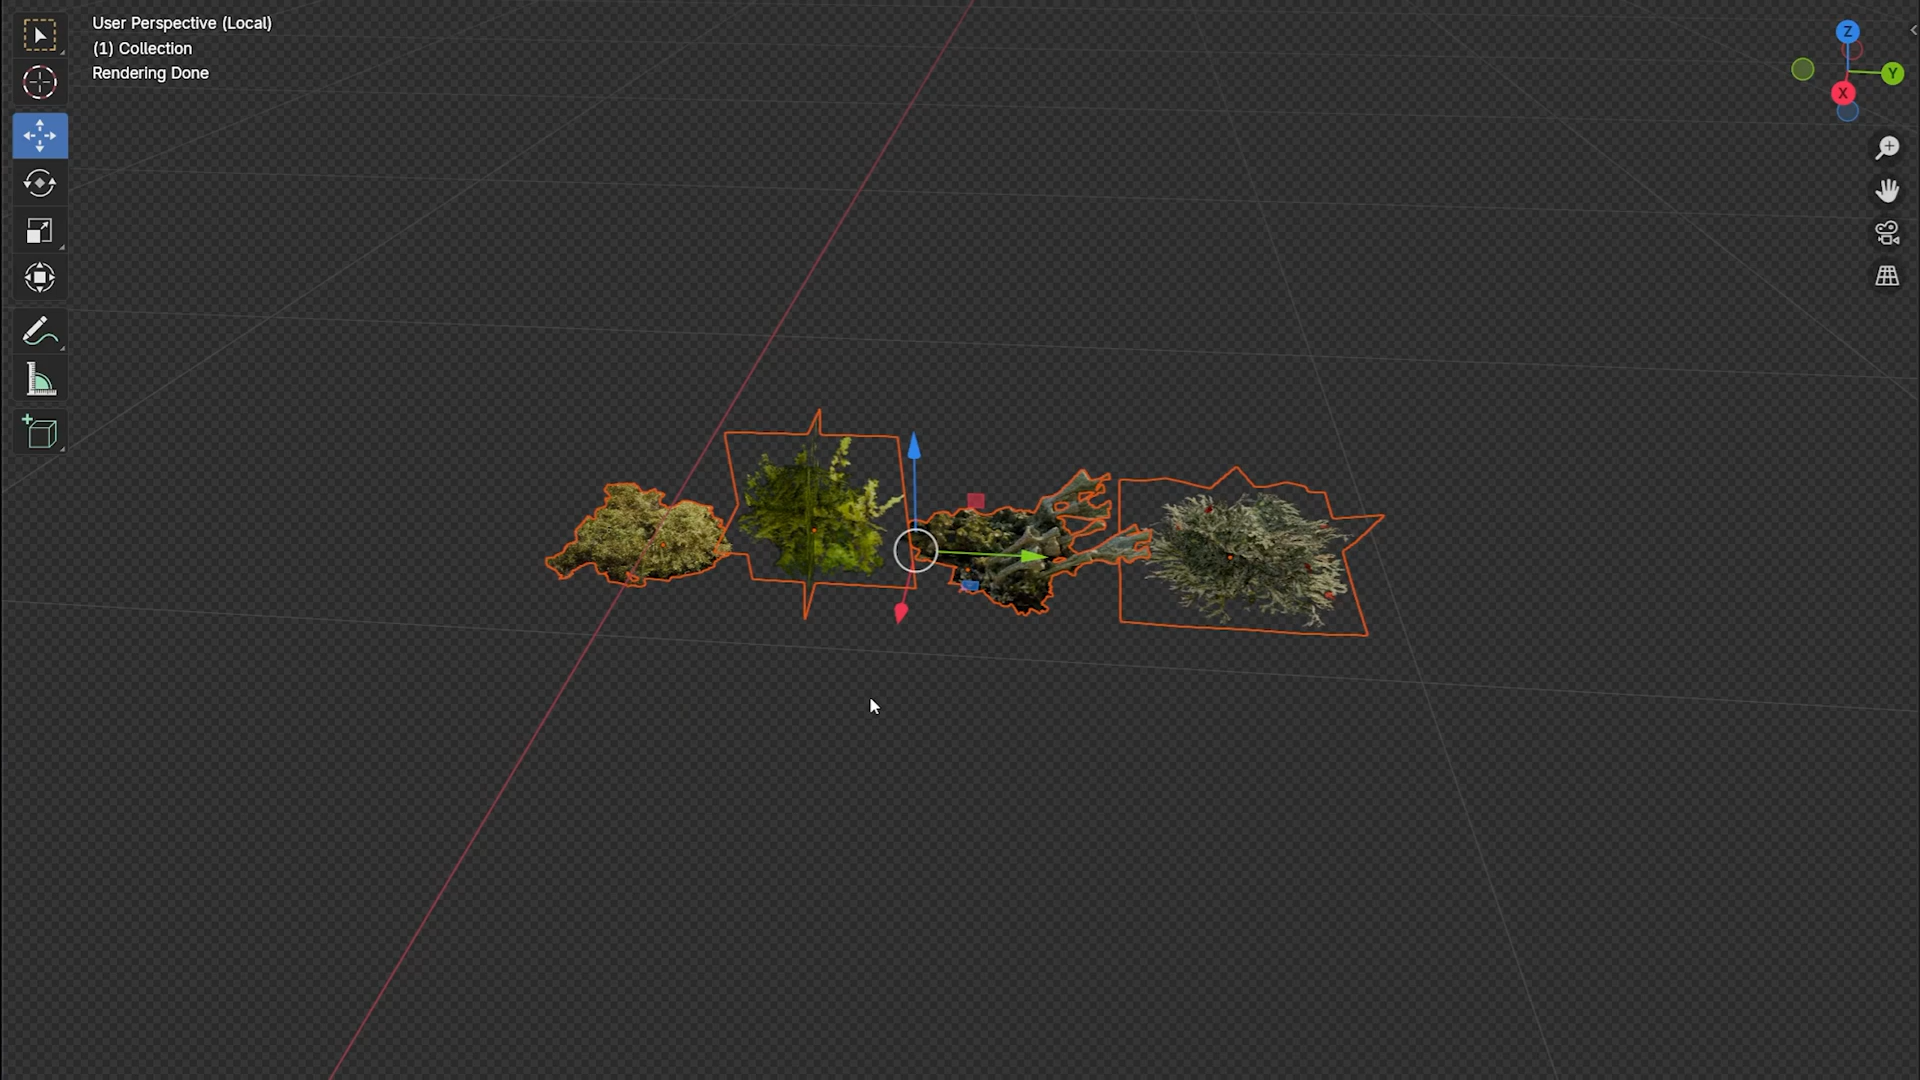 User Perspective (Local)
(1) Collection
Rendering Done
Z
Y
X